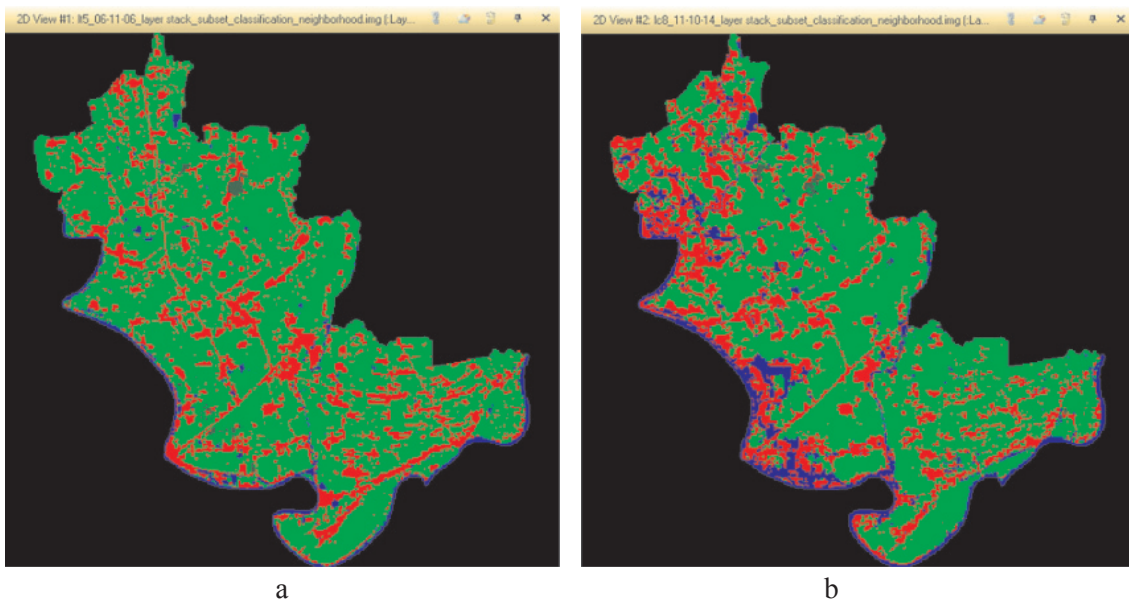 2D View #1: lt5_06-11-06_layer stack_subset_classification_neighborhood.img (:Lay...
2D View #2: lc8_11-10-14_layer stack_subset_classification_neighborhood.img (:La...
a
b